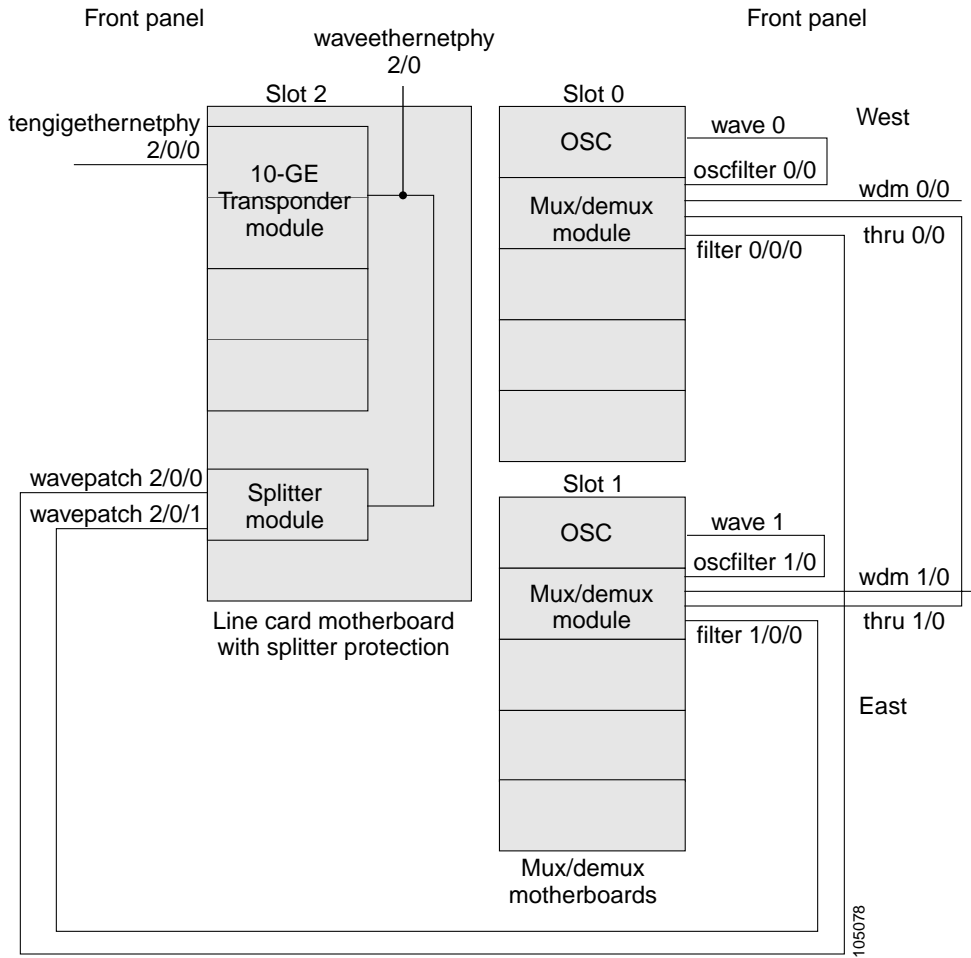 Front panel
Front panel
waveethernetphy
2/0
Slot 2
Slot 0
tengigethernetphy
2/0/0
10-GE
Transponder
module
OSC
wave 0
West
oscfilter 0/0
wdm 0/0
Mux/demux
module
filter 0/0/0
thru 0/0
wavepatch 2/0/0
wavepatch 2/0/1
Splitter
module
Slot 1
OSC
wave 1
oscfilter 1/0
wdm 1/0
Mux/demux
module
filter 1/0/0
thru 1/0
Line card motherboard
with splitter protection
East
Mux/demux
motherboards
105078